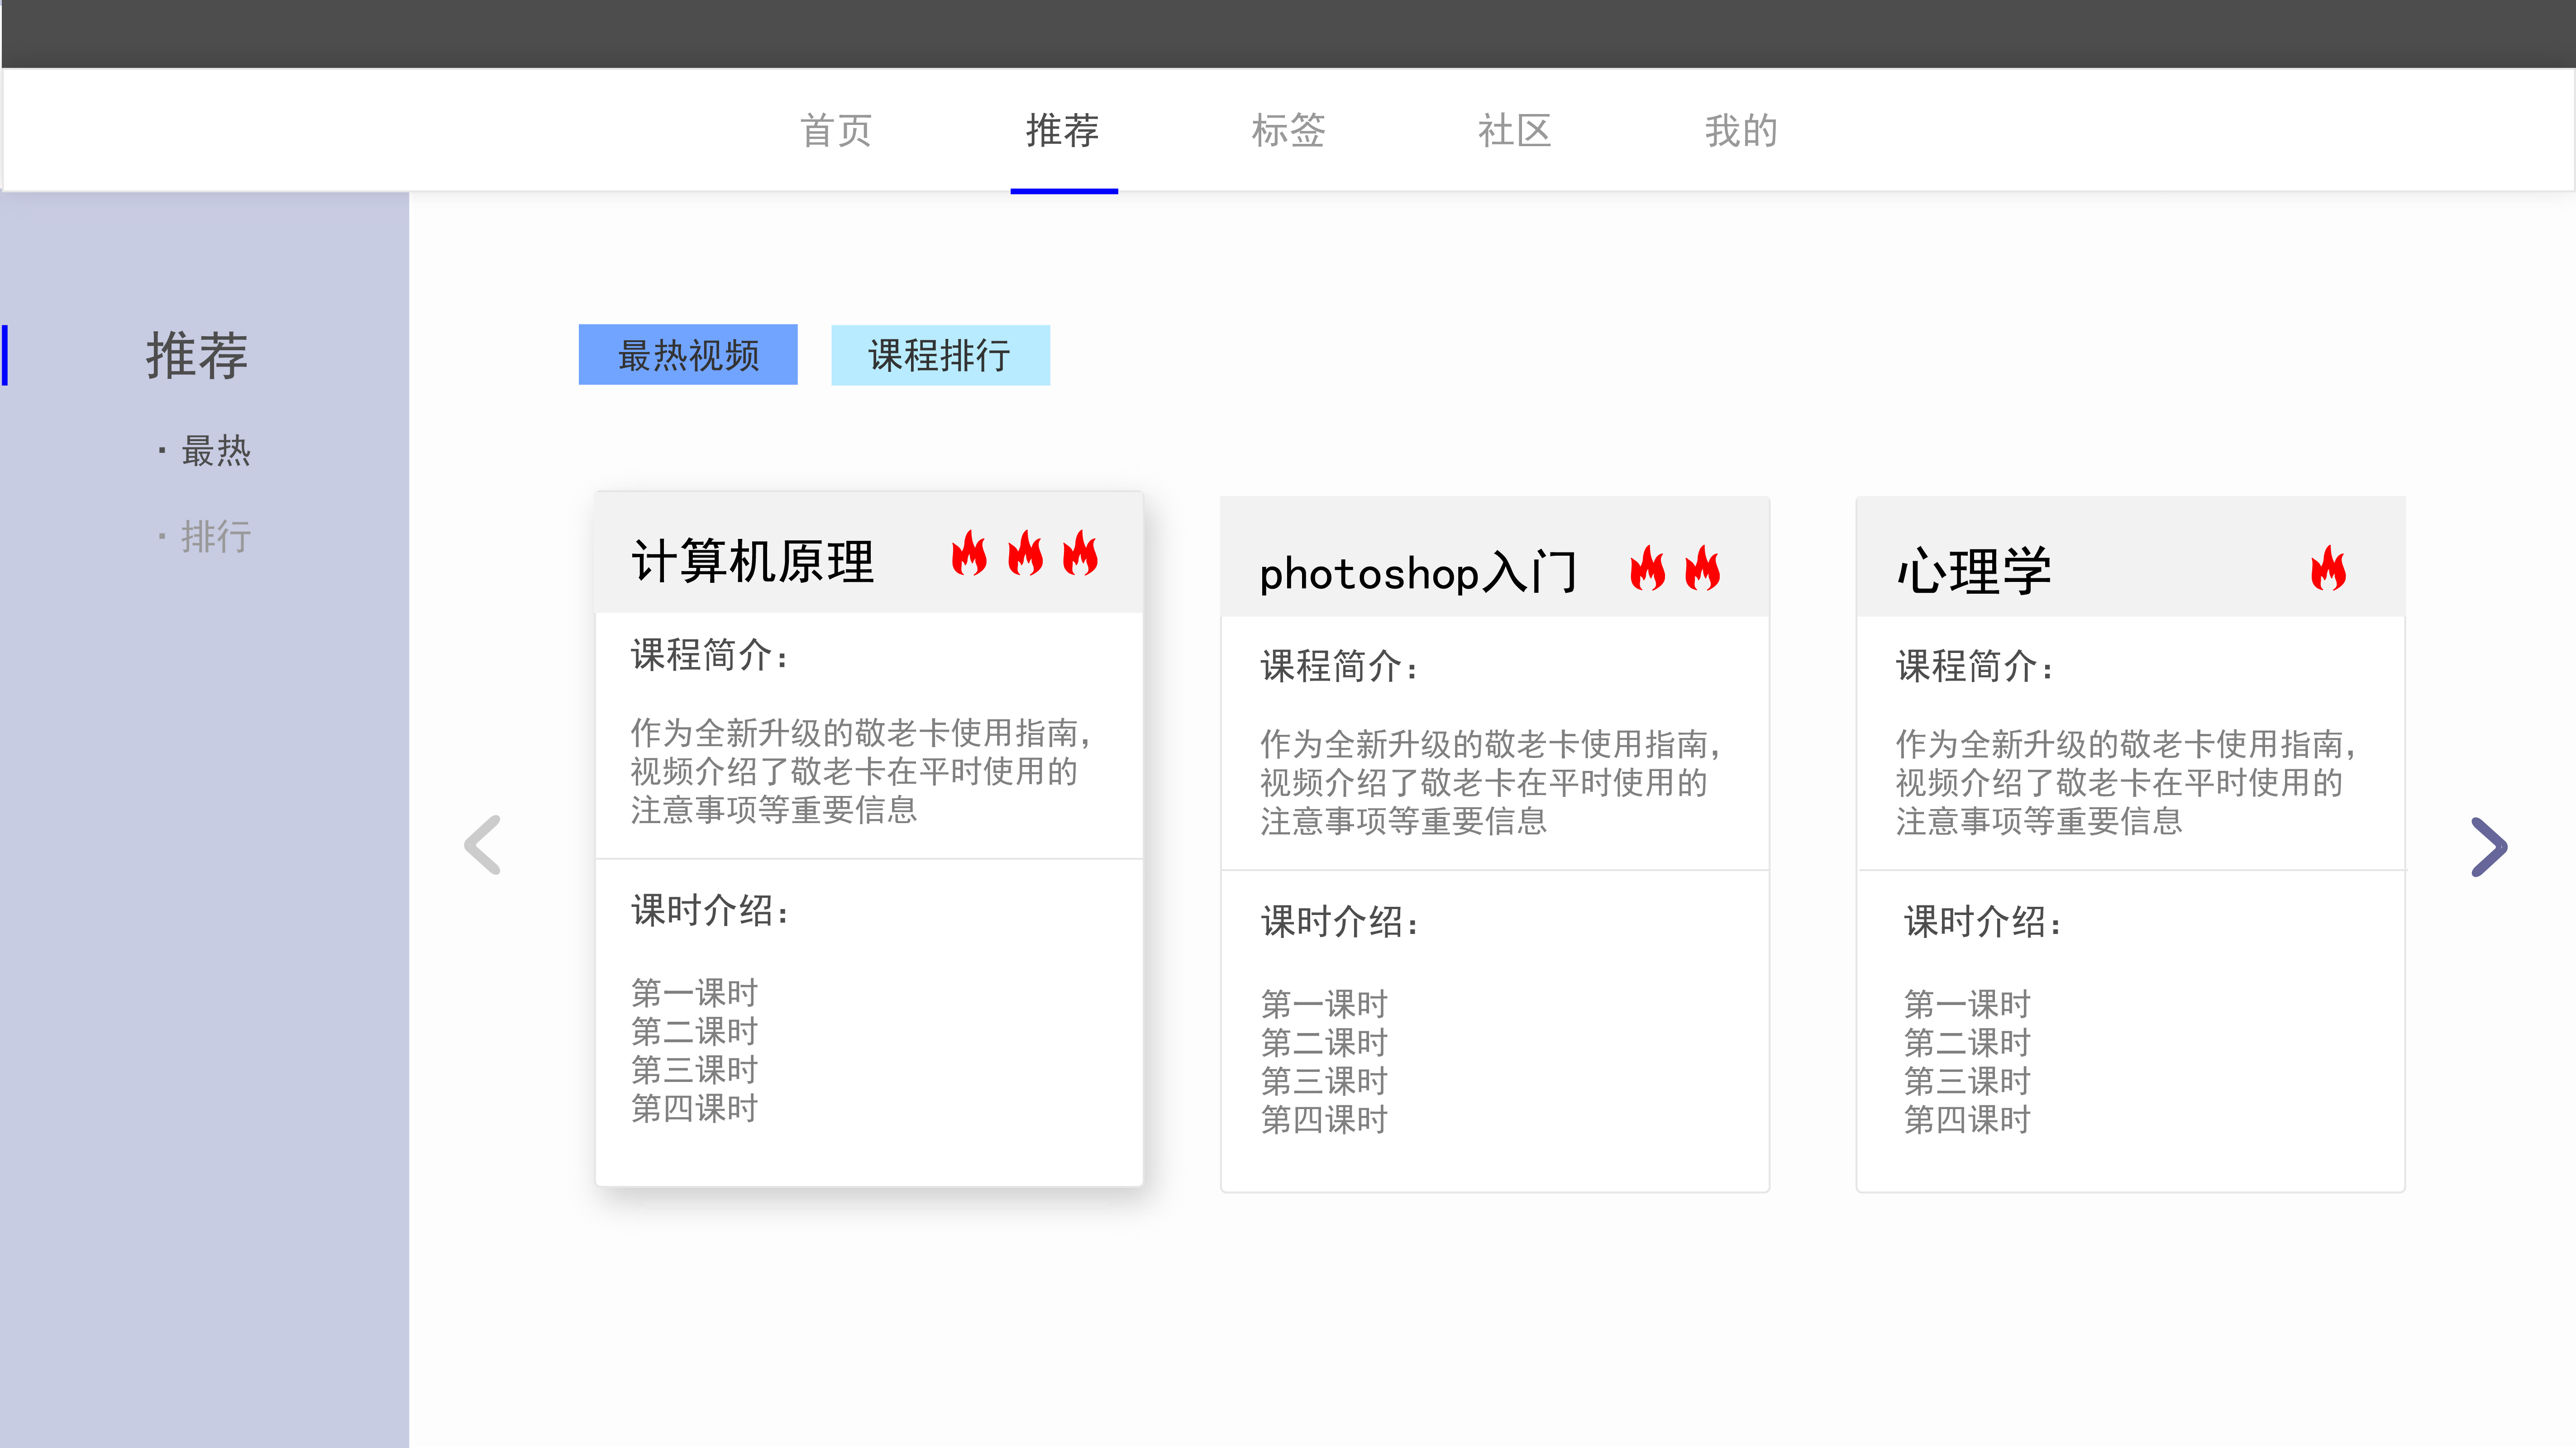 首页 推荐 标签 社区 我的
推荐
·最热
·排行
最热视频 课程排行
计算机原理
课程简介：
作为全新升级的敬老卡使用指南，
视频介绍了敬老卡在平时使用的
注意事项等重要信息
课时介绍：
第一课时
第二课时
第三课时
第四课时
photoshop入门
课程简介：
作为全新升级的敬老卡使用指南，
视频介绍了敬老卡在平时使用的
注意事项等重要信息
课时介绍：
第一课时
第二课时
第三课时
第四课时
心理学
课程简介：
作为全新升级的敬老卡使用指南，
视频介绍了敬老卡在平时使用的
注意事项等重要信息
课时介绍：
第一课时
第二课时
第三课时
第四课时